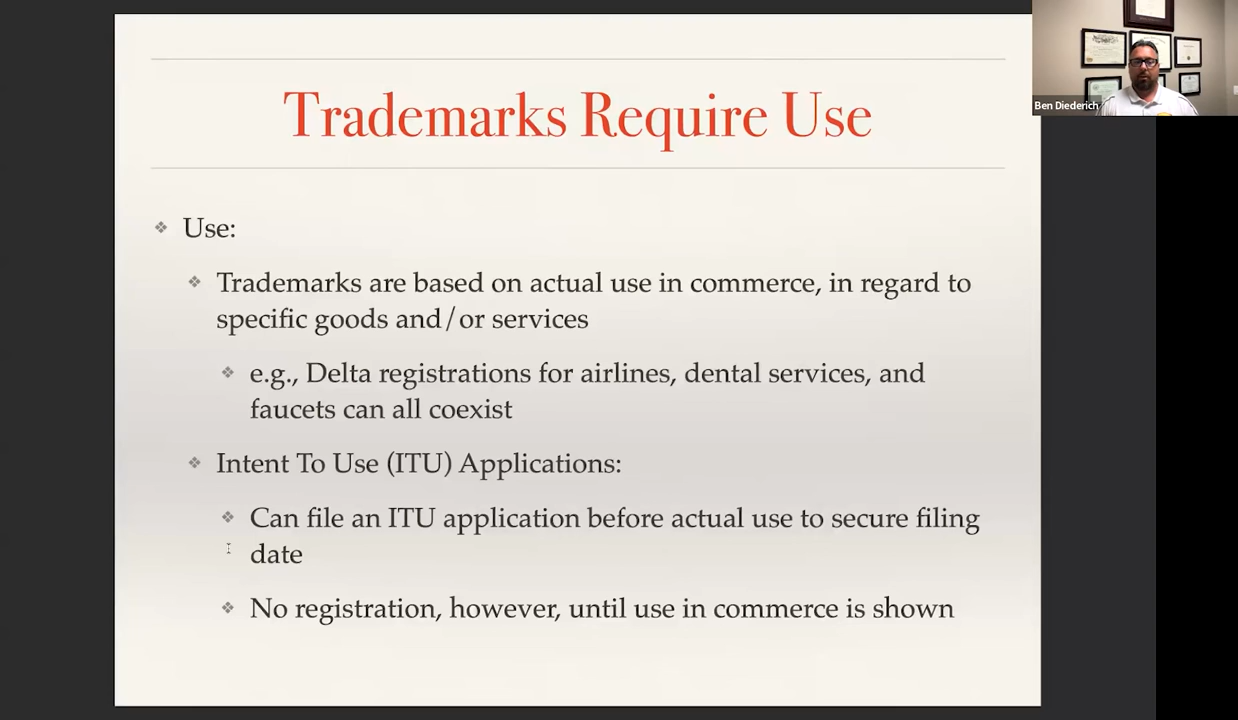 Trademarks Require Use
Ben Diederich
Use:
Trademarks are based on actual use in commerce, in regard to
specific goods and/or services
e.g., Delta registrations for airlines, dental services, and
faucets can all coexist
Intent To Use (ITU) Applications:
Can file an ITU application before actual use to secure filing
date
No registration, however, until use in commerce is shown